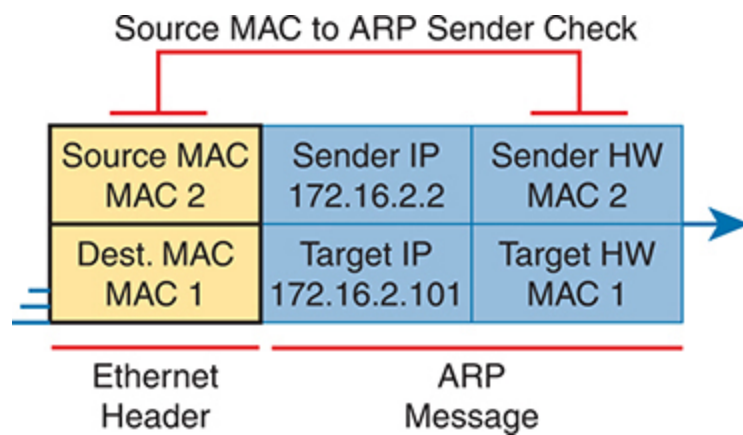 Source MAC to ARP Sender Check
Source MAC
MAC 2
Sender IP
172.16.2.2
Sender HW
MAC 2
Dest. MAC
MAC 1
Target IP
172.16.2.101
Target HW
MAC 1
Ethernet
Header
ARP
Message